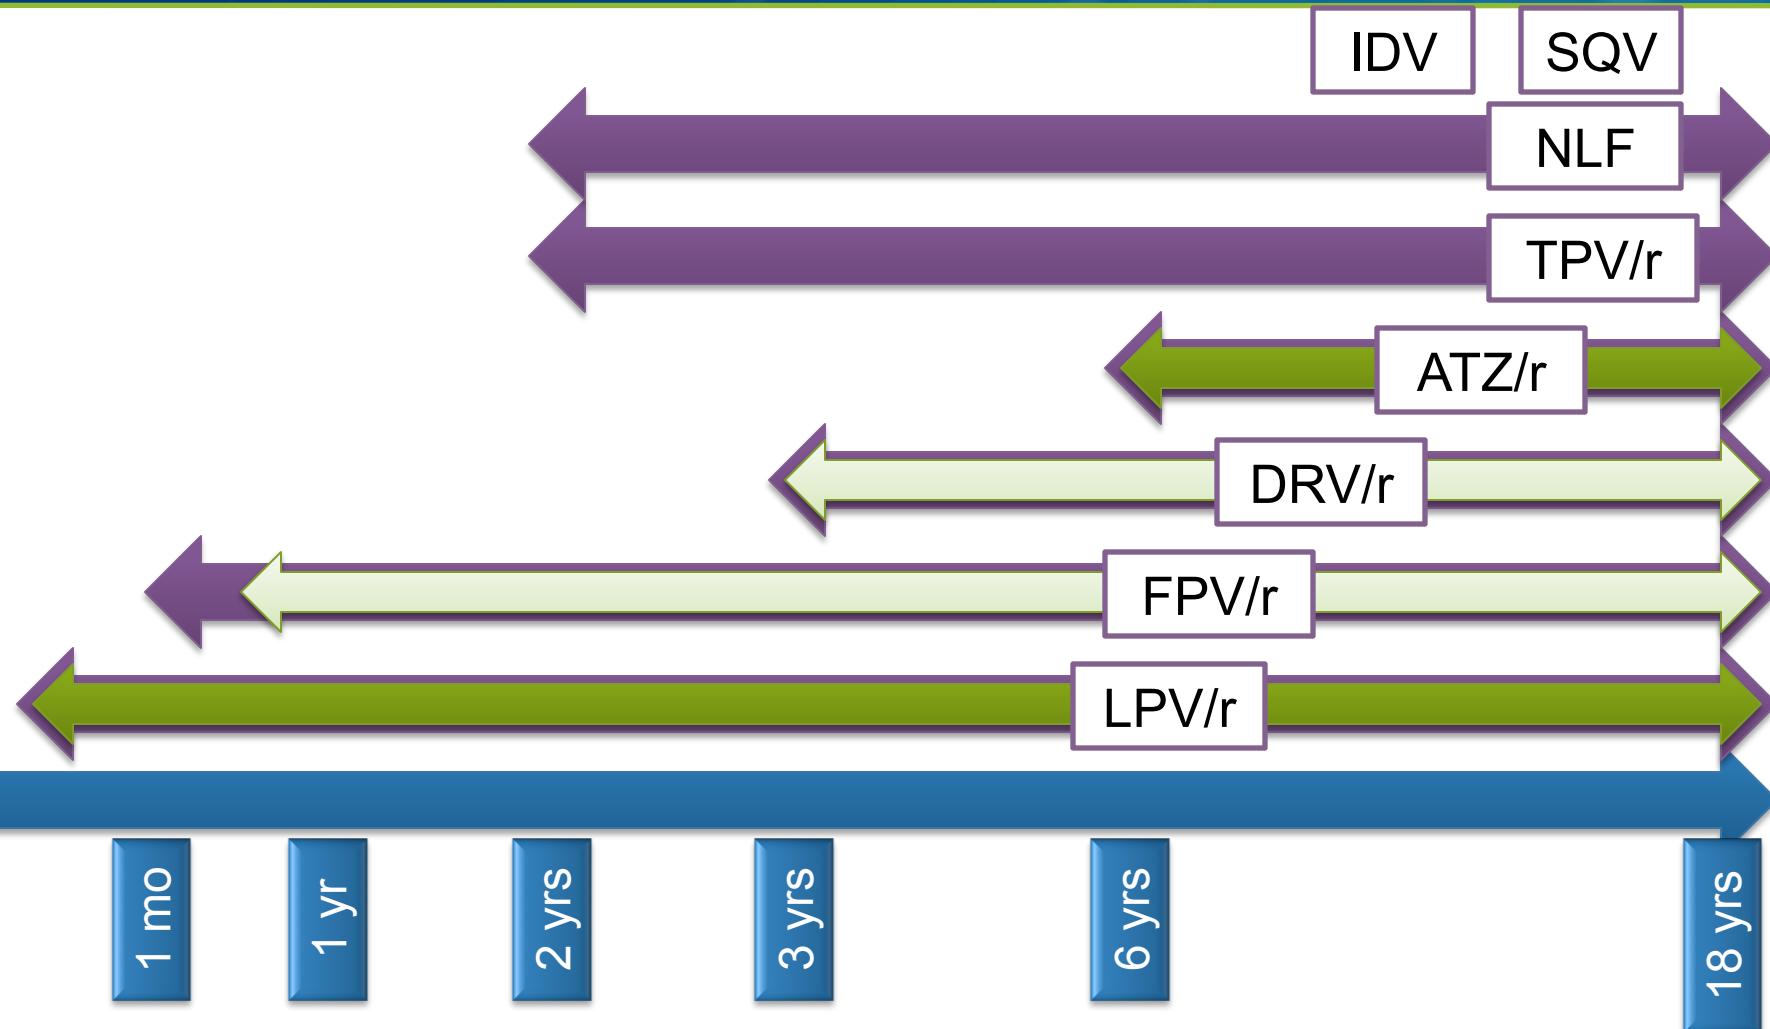 IDV
SQV
NLF
TPV/r
ATZ/r
DRV/r
FPV/r
LPV/r
1 mo
1 yr
2 yrs
3 yrs
6 yrs
18 yrs